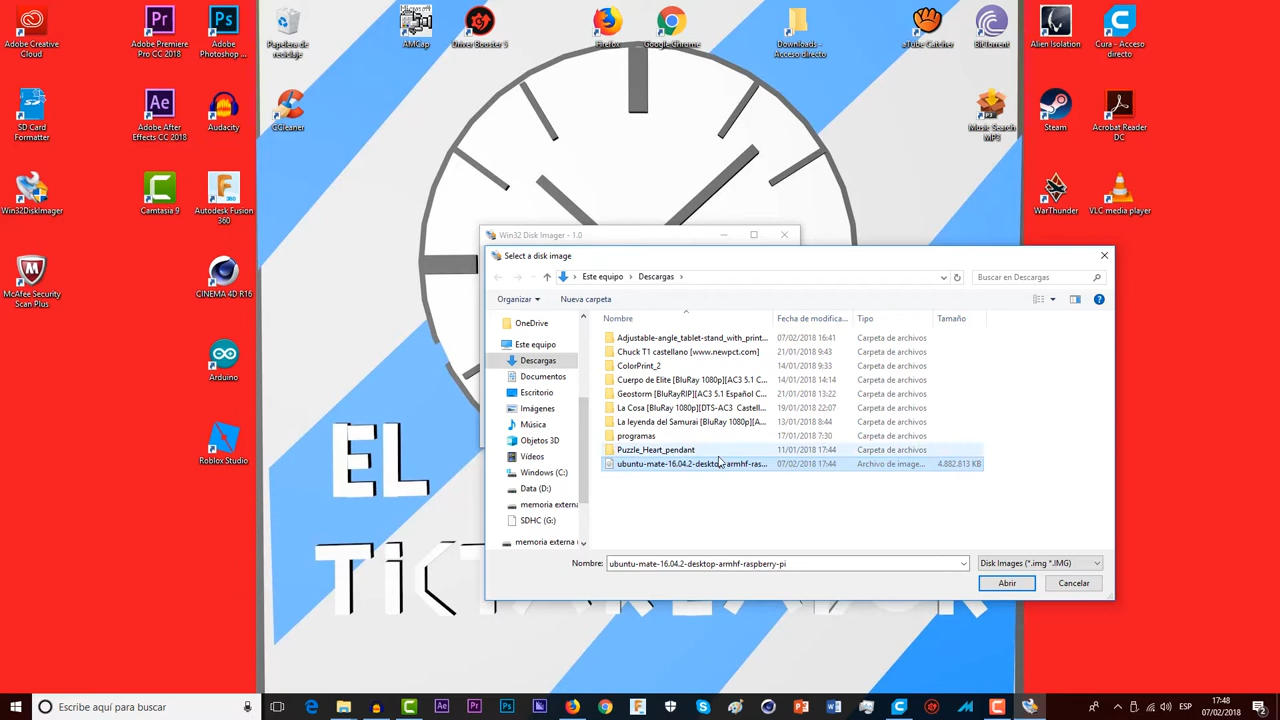 Adobe Creative
Cloud
Adobe Premiere
Pro CC 2018
Adobe
Photoshop ...
Papelera de
reciclaje
AMCap
Driver Booster 5
Firefox
Google Chrome
Downloads -
Acceso directo
aTube Catcher
BitTorrent
Alien Isolation
Cura - Acceso
directo
SD Card
Formatter
Adobe After
Effects CC 2018
Audacity
CCleaner
Music Search
MP3
Steam
Acrobat Reader
DC
Win32DiskImager
Camtasia 9
Autodesk Fusion
360
WarThunder
VLC media player
McAfee Security
Scan Plus
CINEMA 4D R16
Arduino
Roblox Studio
EL
Win32 Disk Imager - 1.0
Select a disk image
Este equipo
Descargas
Buscar en Descargas
Organizar
Nueva carpeta
OneDrive
Este equipo
Descargas
Documentos
Escritorio
Imágenes
Música
Objetos 3D
Vídeos
Windows (C:)
Data (D:)
memoria externa
SDHC (G:)
memoria externa
Nombre Fecha de modifica... Tipo Tamaño
Adjustable-angle_tablet-stand_with_print... 07/02/2018 16:41 Carpeta de archivos
Chuck T1 castellano [www.newpct.com] 21/01/2018 9:43 Carpeta de archivos
ColorPrint_2 14/01/2018 9:33 Carpeta de archivos
Cuerpo de Elite [BluRay 1080p][AC3 5.1 C... 14/01/2018 14:14 Carpeta de archivos
Geostorm [BluRayRIP][AC3 5.1 Español C... 21/01/2018 13:22 Carpeta de archivos
La Cosa [BluRay 1080p][DTS-AC3 Castell... 19/01/2018 22:07 Carpeta de archivos
La leyenda del Samurai [BluRay 1080p][A... 13/01/2018 8:44 Carpeta de archivos
programas 17/01/2018 7:30 Carpeta de archivos
Puzzle_Heart_pendant 11/01/2018 17:44 Carpeta de archivos
ubuntu-mate-16.04.2-desktop-armhf-ras... 07/02/2018 17:44 Archivo de image... 4.882.813 KB
Nombre: ubuntu-mate-16.04.2-desktop-armhf-raspberry-pi
Disk Images (*.img *.IMG)
Abrir
Cancelar
Escribe aquí para buscar
ESP
17:48
07/02/2018